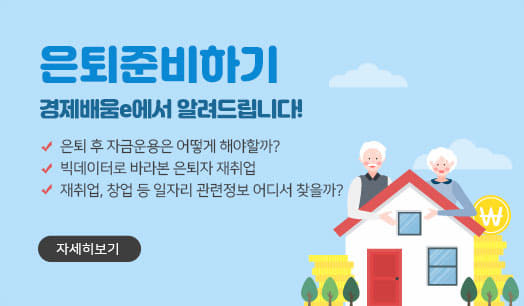 은퇴준비하기
경제배움e에서 알려드립니다!
은퇴 후 자금운용은 어떻게 해야할까?
빅데이터로 바라본 은퇴자 재취업
재취업, 창업 등 일자리 관련정보 어디서 찾을까?
₩
자세히보기